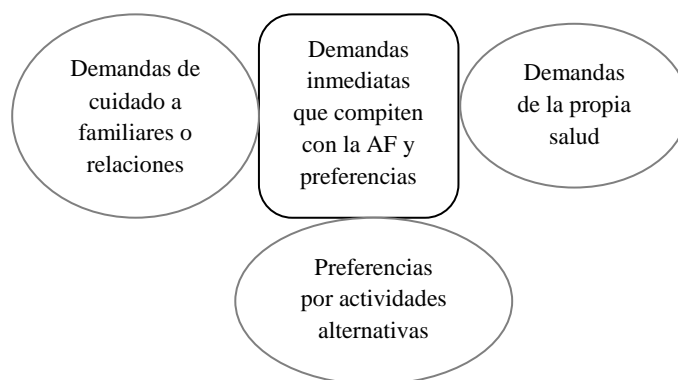 Demandas de
cuidado a
familiares o
relaciones
Demandas
inmediatas
que compiten
con la AF y
preferencias
Demandas
de la propia
salud
Preferencias
por actividades
alternativas